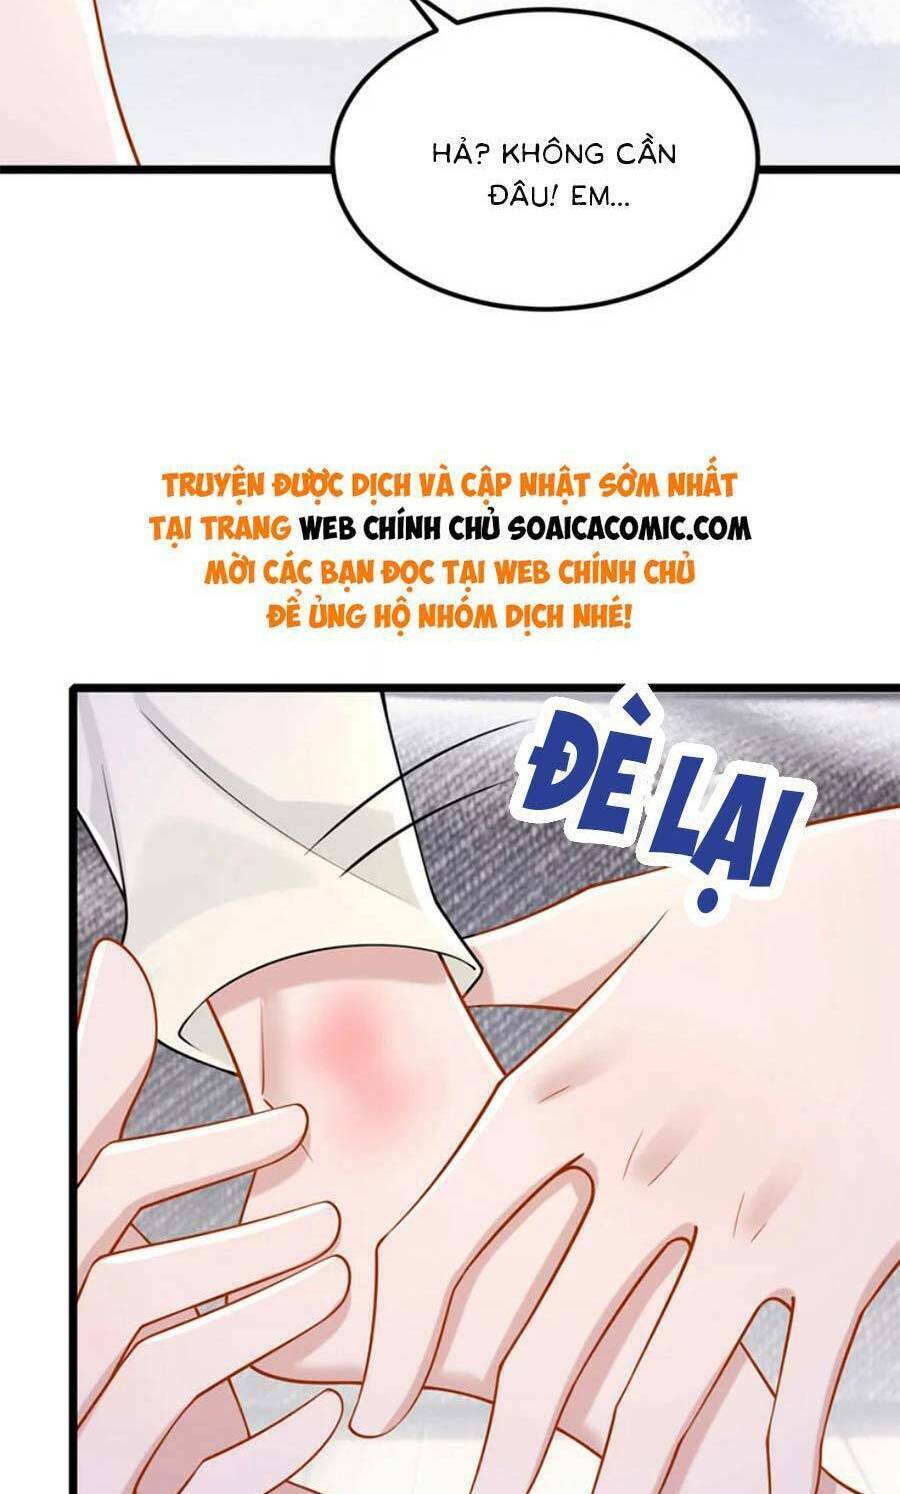 HẢ? KHÔNG CẦN
ĐÂU! EM...
TRUYỆN ĐƯỢC DỊCH VÀ CẬP NHẬT SỚM NHẤT
TẠI TRANG WEB CHÍNH CHỦ SOAICACOMIC.COM
MỜI CÁC BẠN ĐỌC TẠI WEB CHÍNH CHỦ
ĐỂ ỦNG HỘ NHÓM DỊCH NHÉ!
ĐÈ LẠI